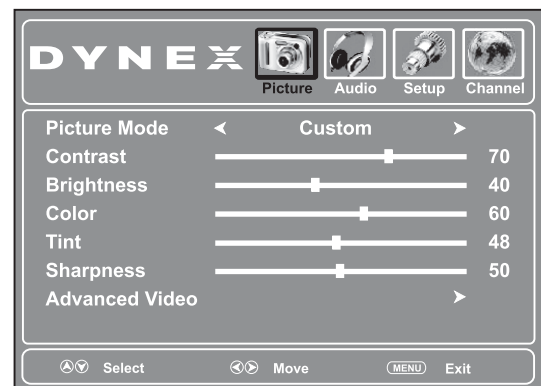 DYNEX
Picture Audio Setup Channel
Picture Mode Custom
Contrast 70
Brightness 40
Color 60
Tint 48
Sharpness 50
Advanced Video
Select Move MENU Exit